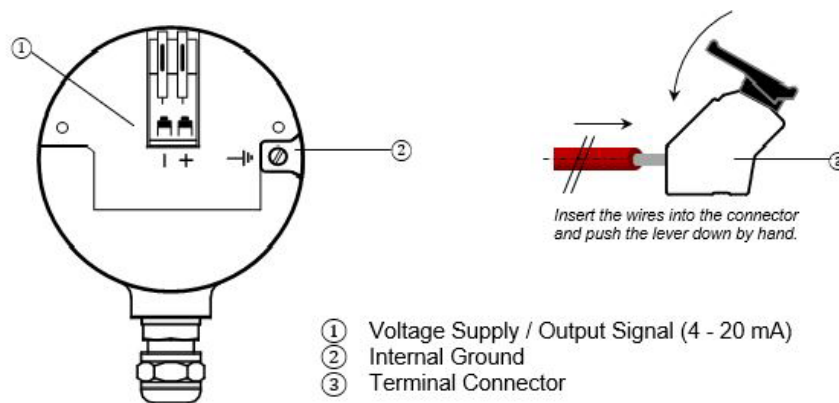 ①
②
− +
③
Insert the wires into the connector
and push the lever down by hand.
① Voltage Supply / Output Signal (4 - 20 mA)
② Internal Ground
③ Terminal Connector